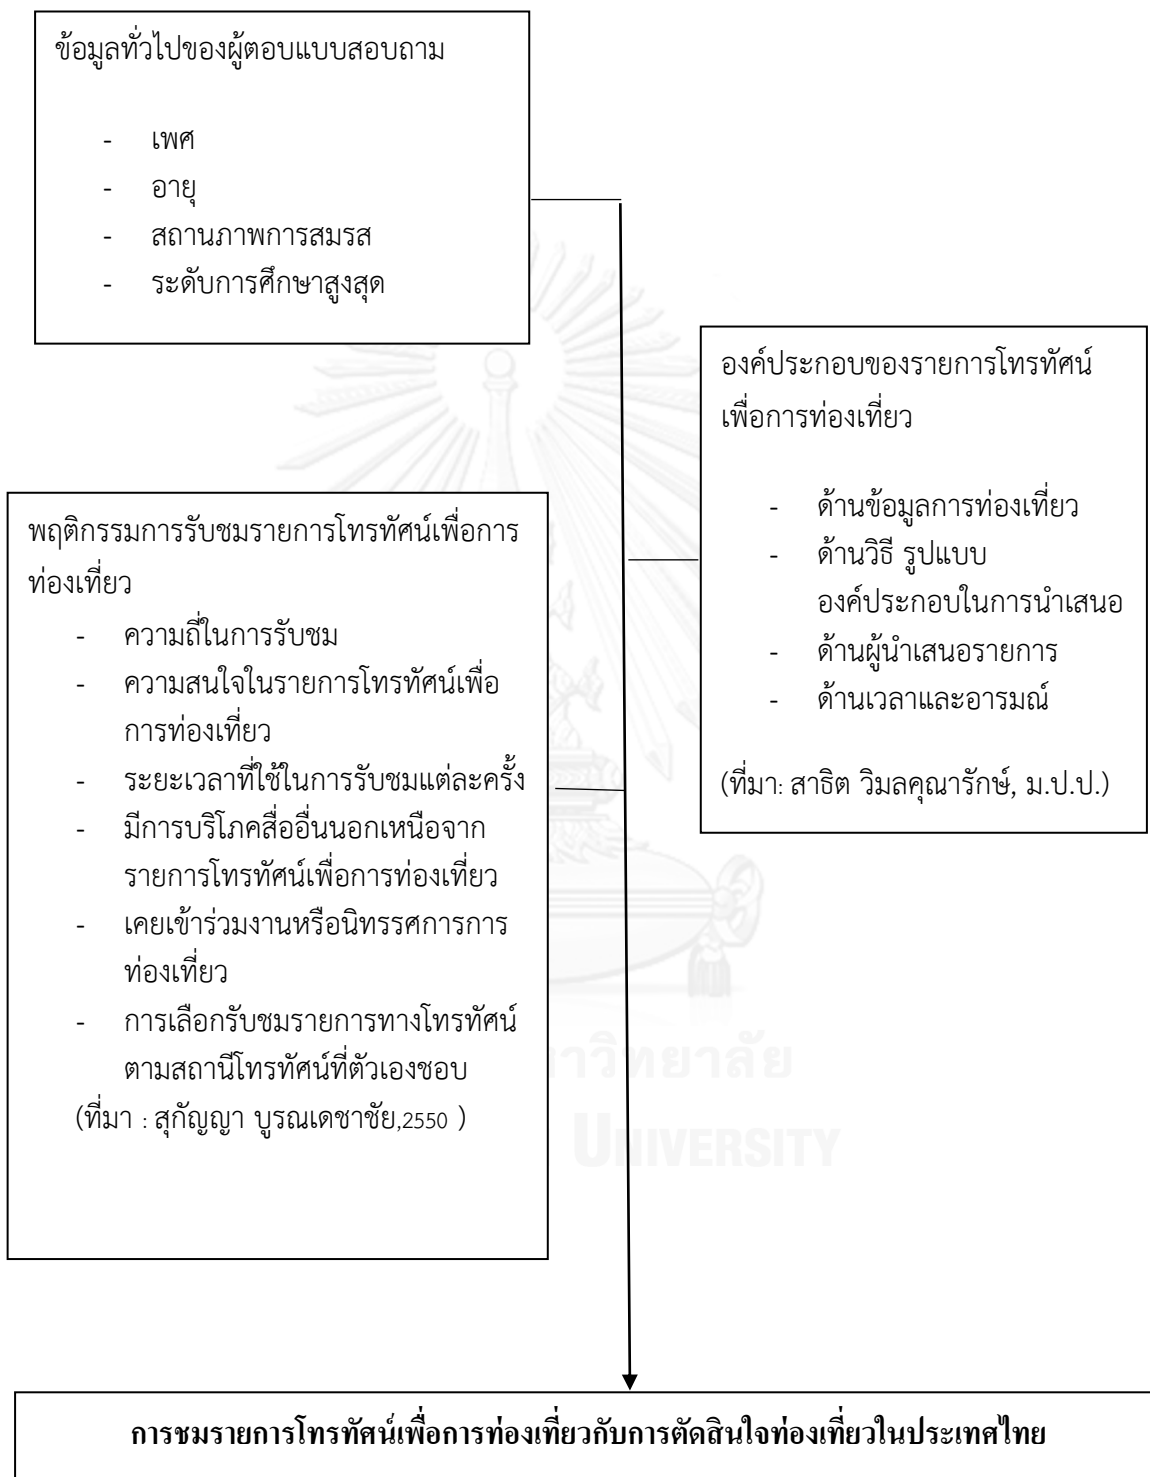 ข้อมูลทั่วไปของผู้ตอบแบบสอบถาม
- เพศ
- อายุ
- สถานภาพการสมรส
- ระดับการศึกษาสูงสุด
องค์ประกอบของรายการโทรทัศน์
เพื่อการท่องเที่ยว
- ด้านข้อมูลการท่องเที่ยว
- ด้านวิธี รูปแบบ
องค์ประกอบในการนำเสนอ
- ด้านผู้นำเสนอรายการ
- ด้านเวลาและอารมณ์
(ที่มา: สาธิต วิมลคุณารักษ์, ม.ป.ป.)
พฤติกรรมการรับชมรายการโทรทัศน์เพื่อการ
ท่องเที่ยว
- ความถี่ในการรับชม
- ความสนใจในรายการโทรทัศน์เพื่อ
การท่องเที่ยว
- ระยะเวลาที่ใช้ในการรับชมแต่ละครั้ง
- มีการบริโภคสื่ออื่นนอกเหนือจาก
รายการโทรทัศน์เพื่อการท่องเที่ยว
- เคยเข้าร่วมงานหรือนิทรรศการการ
ท่องเที่ยว
- การเลือกรับชมรายการทางโทรทัศน์
ตามสถานีโทรทัศน์ที่ตัวเองชอบ
(ที่มา : สุกัญญา บูรณเดชาชัย,2550 )
าวิทยาลัย
UNIVERSITY
การชมรายการโทรทัศน์เพื่อการท่องเที่ยวกับการตัดสินใจท่องเที่ยวในประเทศไทย